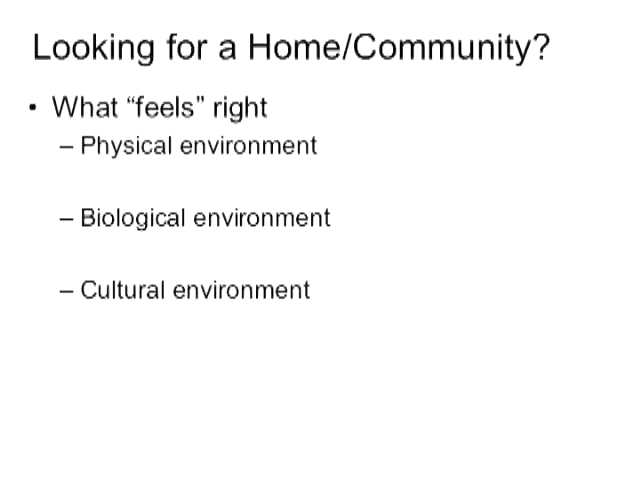 Looking for a Home/Community?
• What “feels” right
– Physical environment
– Biological environment
– Cultural environment